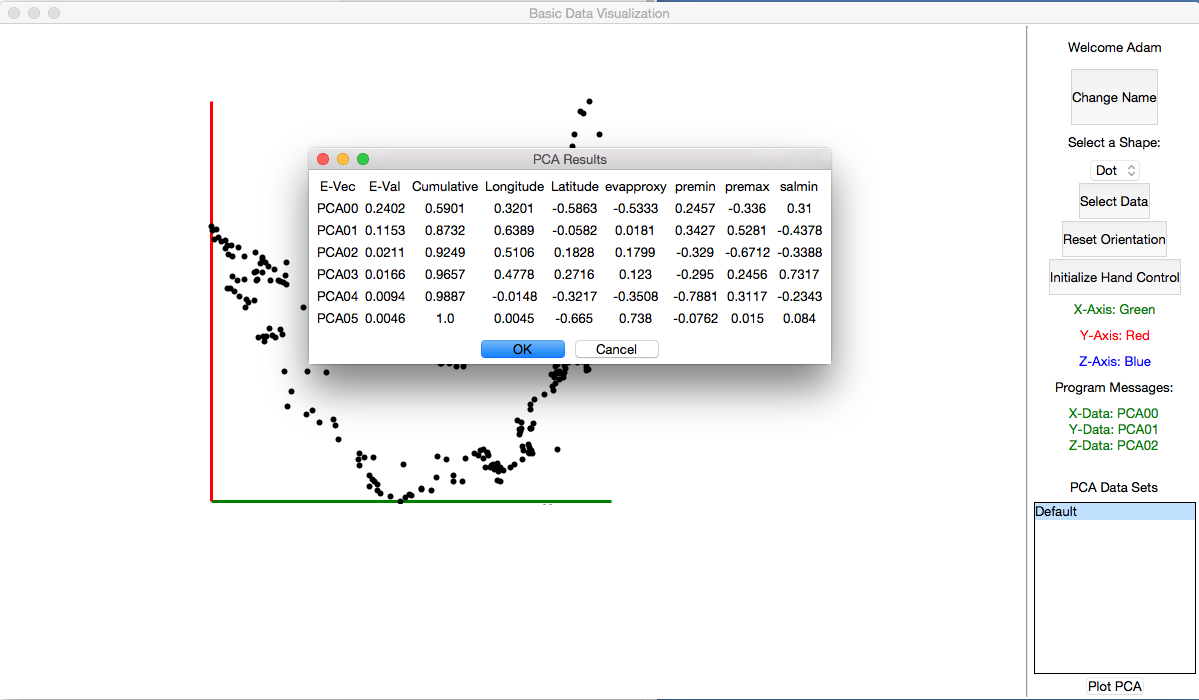 Basic Data Visualization
PCA Results
E-Vec E-Val Cumulative Longitude Latitude evapproxy premin premax salmin
PCA00 0.2402 0.5901 0.3201 -0.5863 -0.5333 0.2457 -0.336 0.31
PCA01 0.1153 0.8732 0.6389 -0.0582 0.0181 0.3427 0.5281 -0.4378
PCA02 0.0211 0.9249 0.5106 0.1828 0.1799 -0.329 -0.6712 -0.3388
PCA03 0.0166 0.9657 0.4778 0.2716 0.123 -0.295 0.2456 0.7317
PCA04 0.0094 0.9887 -0.0148 -0.3217 -0.3508 -0.7881 0.3117 -0.2343
PCA05 0.0046 1.0 0.0045 -0.665 0.738 -0.0762 0.015 0.084
OK Cancel
Welcome Adam
Change Name
Select a Shape:
Dot
Select Data
Reset Orientation
Initialize Hand Control
X-Axis: Green
Y-Axis: Red
Z-Axis: Blue
Program Messages:
X-Data: PCA00
Y-Data: PCA01
Z-Data: PCA02
PCA Data Sets
Default
Plot PCA